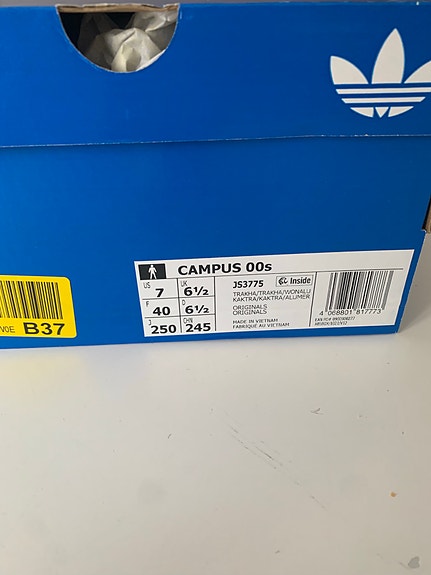 CAMPUS 00s
US 7 UK 6½
F 40 D 6½
J 250 CHN 245
JS3775 Inside
TRAKHA/TRAKHA/WONALU
KAKTRA/KAKTRA/ALUMER
ORIGINALS
ORIGINALS
MADE IN VIETNAM
FABRIQUÉ AU VIETNAM
4 068801 817773
B37